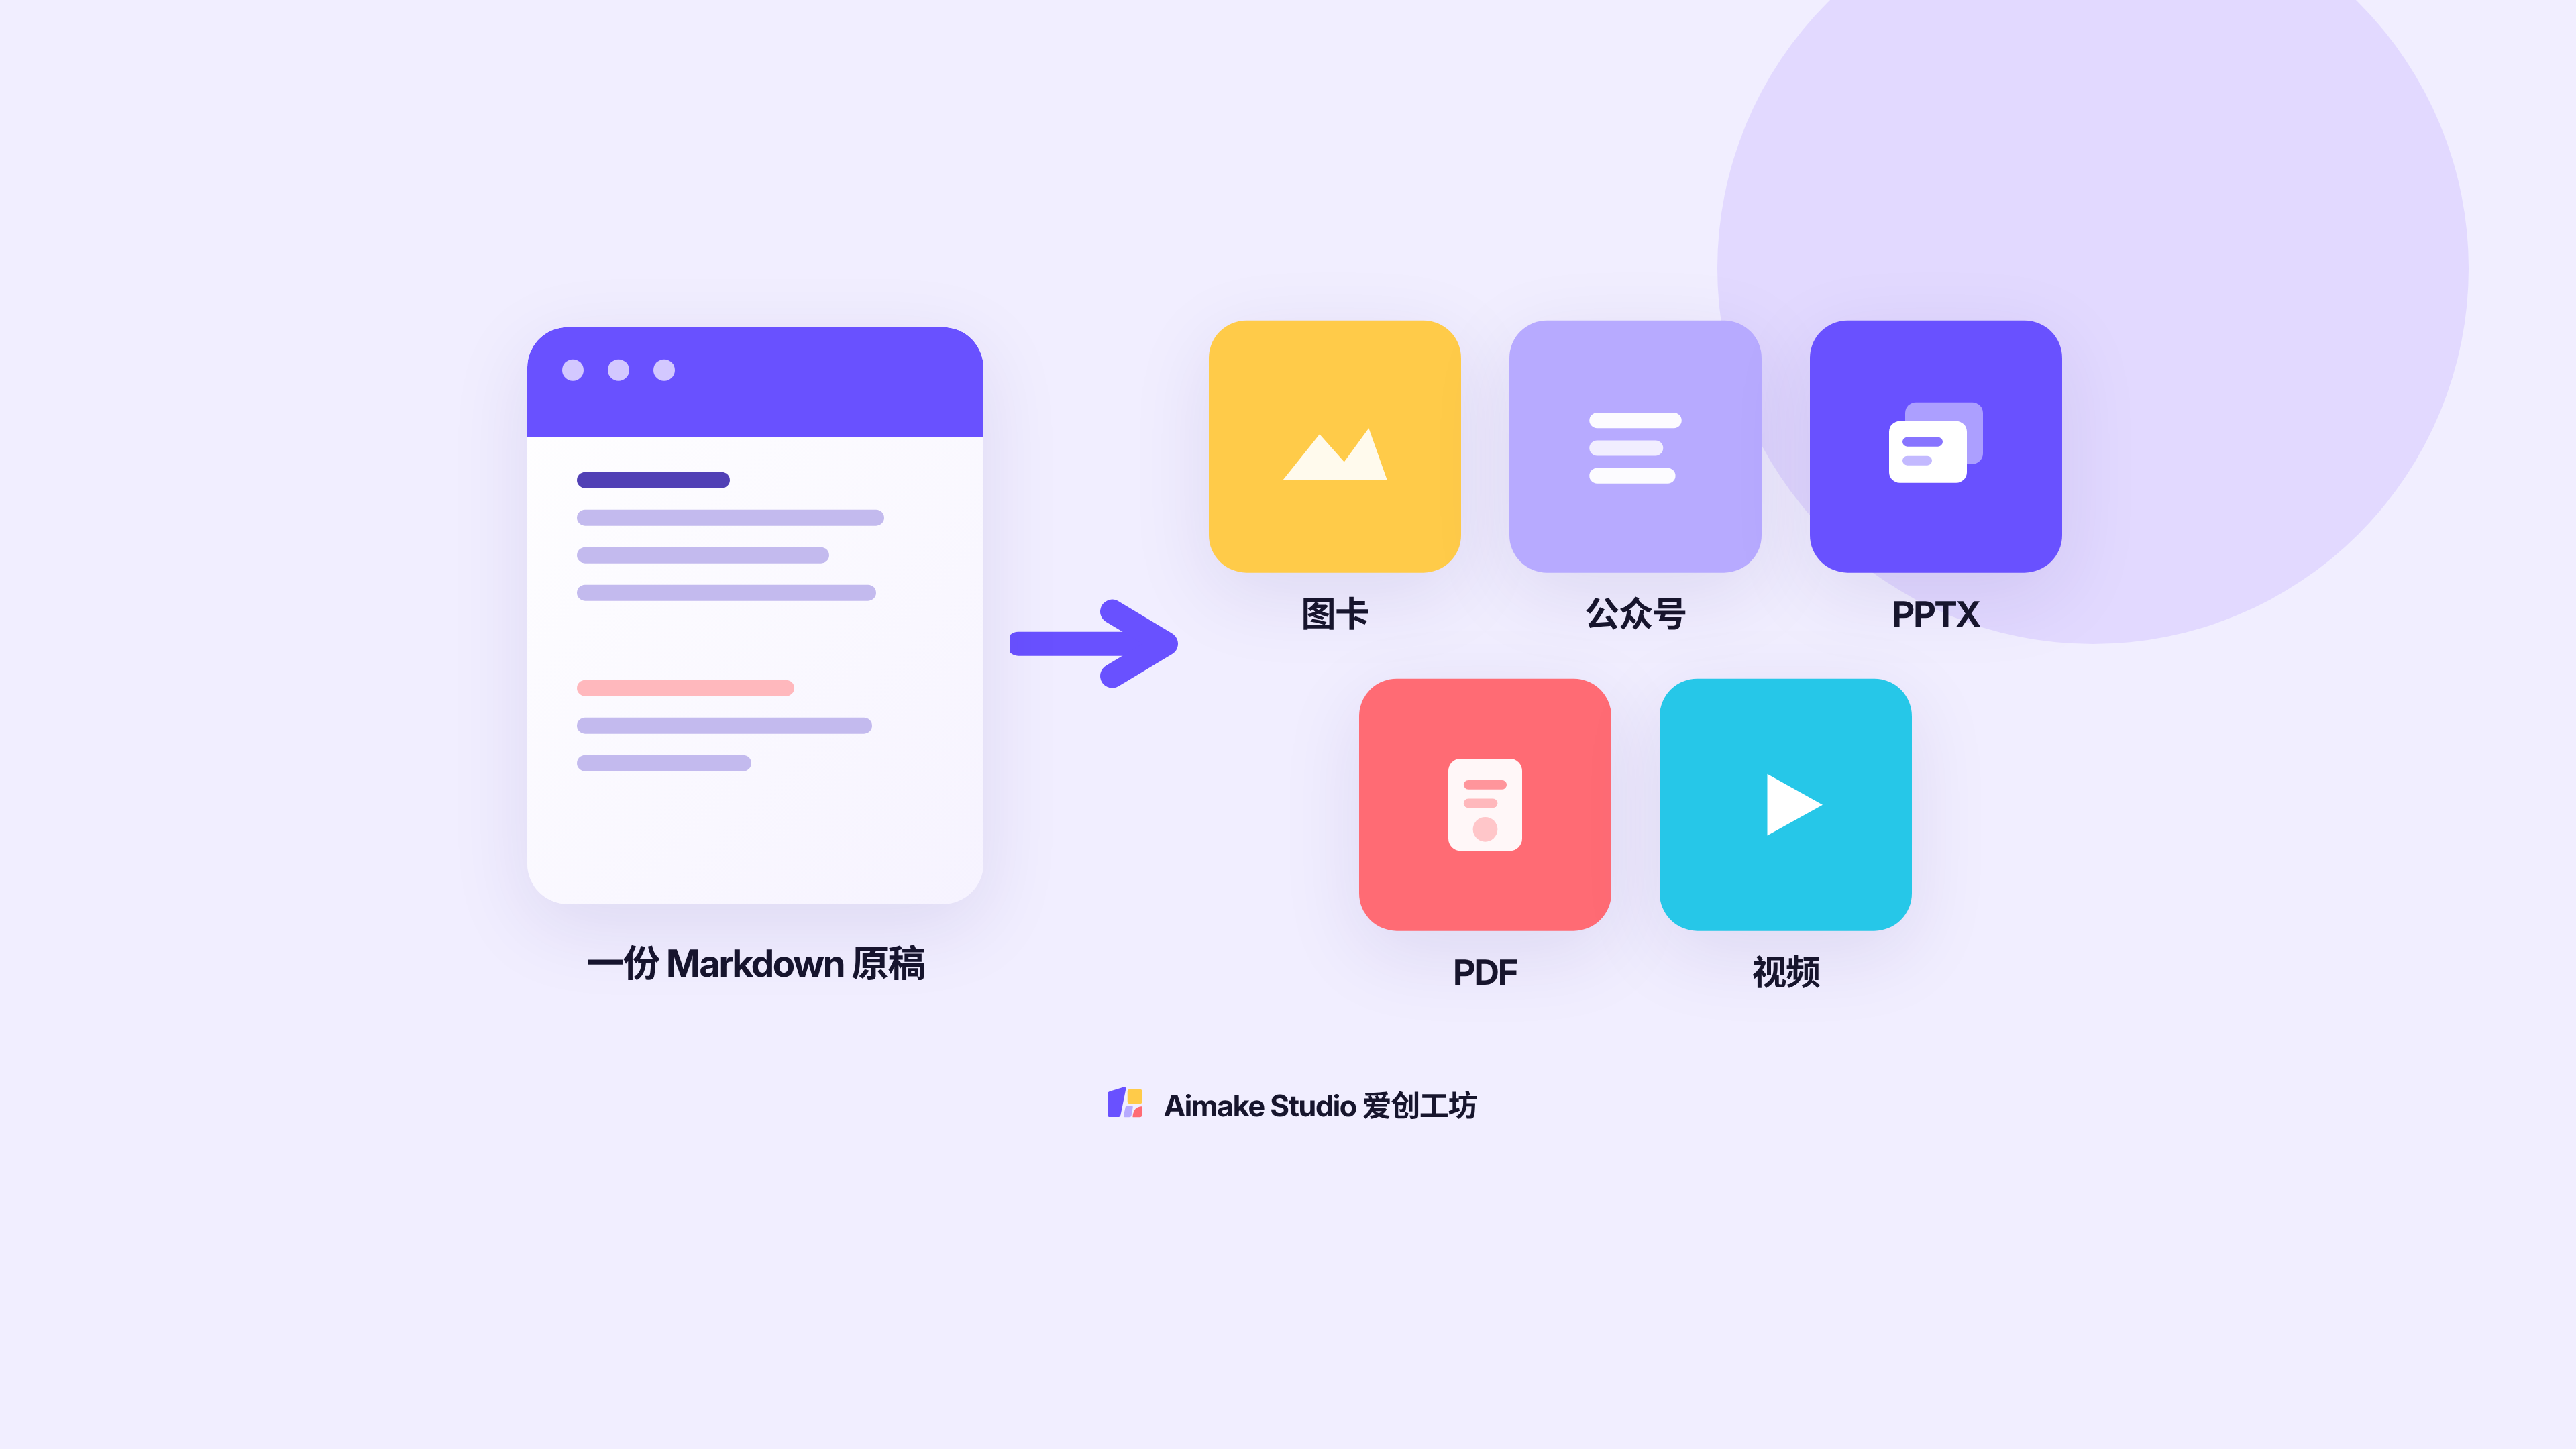 图卡
公众号
PPTX
一份 Markdown 原稿
PDF
视频
Aimake Studio 爱创工坊